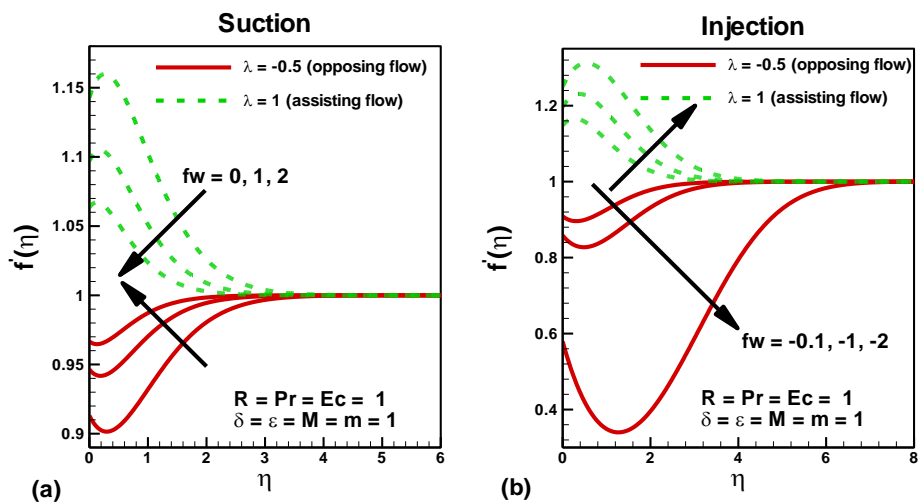 Suction
λ = -0.5 (opposing flow)
λ = 1 (assisting flow)
fw = 0, 1, 2
R = Pr = Ec = 1
δ = ε = M = m = 1
1.15
1.1
1.05
1
0.95
0.9
f'(η)
0 1 2 3 4 5 6
η
(a)
Injection
λ = -0.5 (opposing flow)
λ = 1 (assisting flow)
fw = -0.1, -1, -2
R = Pr = Ec = 1
δ = ε = M = m = 1
1.2
1
0.8
0.6
0.4
f'(η)
0 2 4 6 8
η
(b)